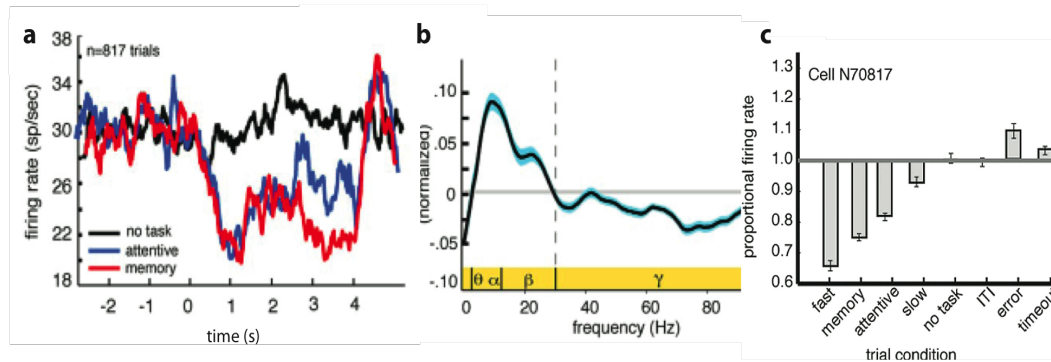 a
38
34
30
26
22
18
n=817 trials
no task
attentive
memory
firing rate (sp/sec)
-2 -1 0 1 2 3 4
time (s)
b
.10
.05
0
-.05
-.10
(normalized)
θ α β γ
0 20 40 60 80
frequency (Hz)
c
Cell N70817
1.3
1.2
1.1
1.0
0.9
0.8
0.7
0.6
proportional firing rate
fast
memory
attentive
slow
no task
ITI
error
timeout
trial condition